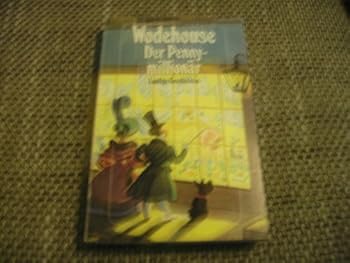 Wodehouse
Der Penny-
millionär